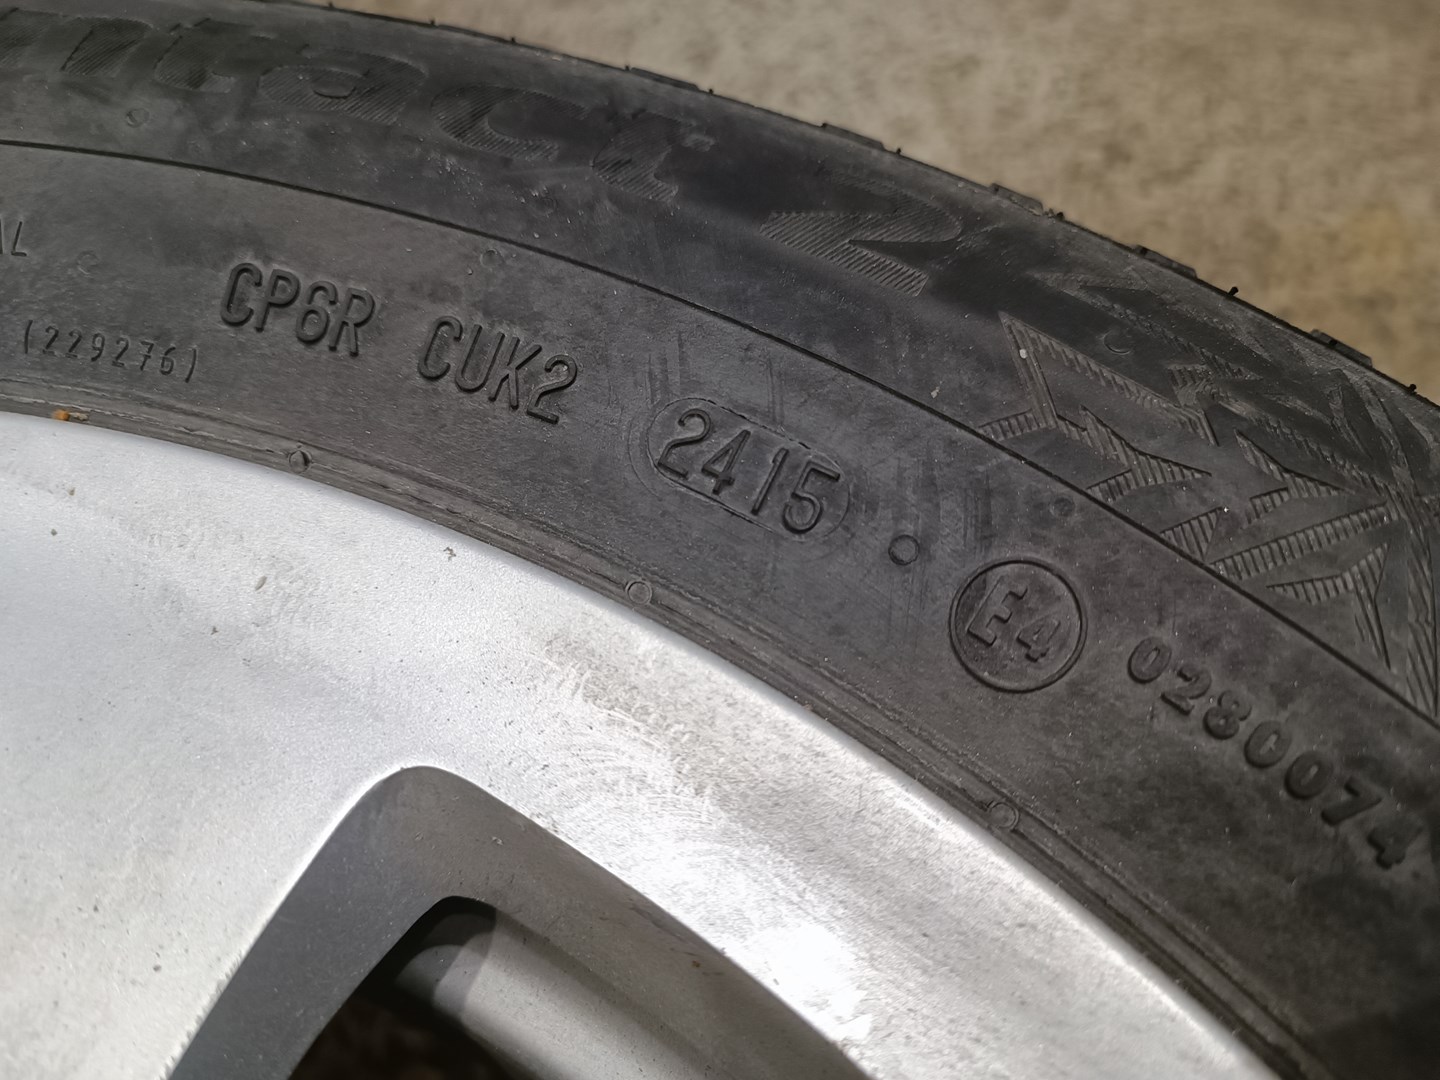 ntact 2
AL
(229276)
CP6R CUK2 2415
E4 0280074